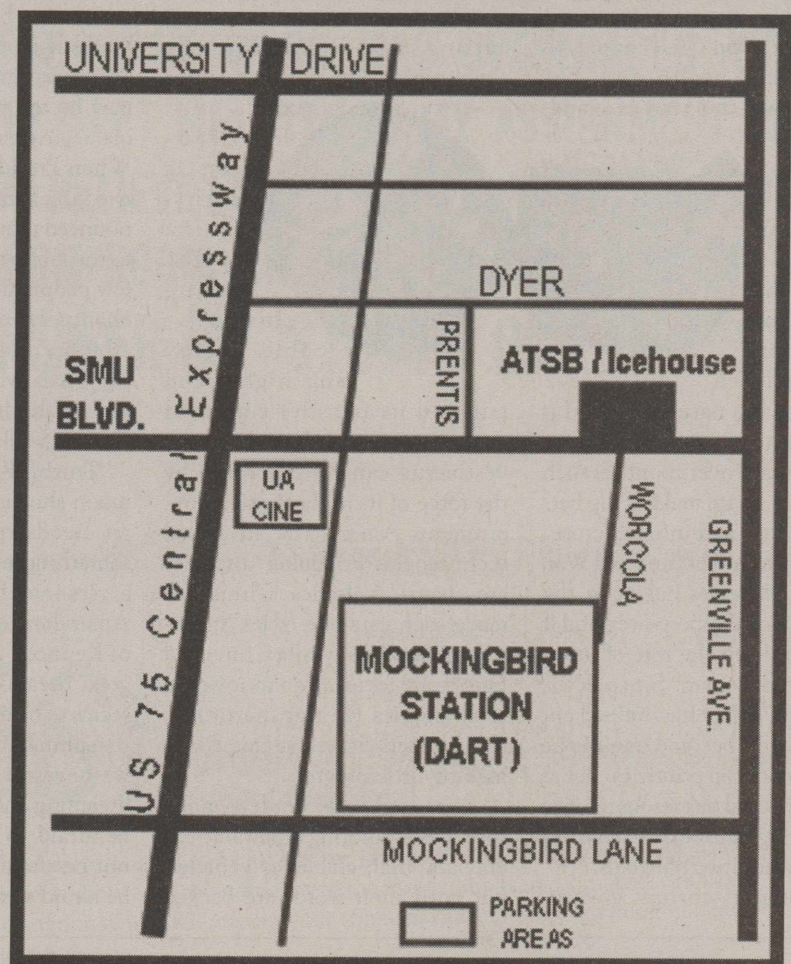 UNIVERSITY DRIVE
US 75 Central Expressway
DYER
PRENTIS
ATSB / Icehouse
SMU
BLVD.
UA
CINE
WORCOLA
GREENVILLE AVE.
MOCKINGBIRD
STATION
(DART)
MOCKINGBIRD LANE
PARKING
AREAS